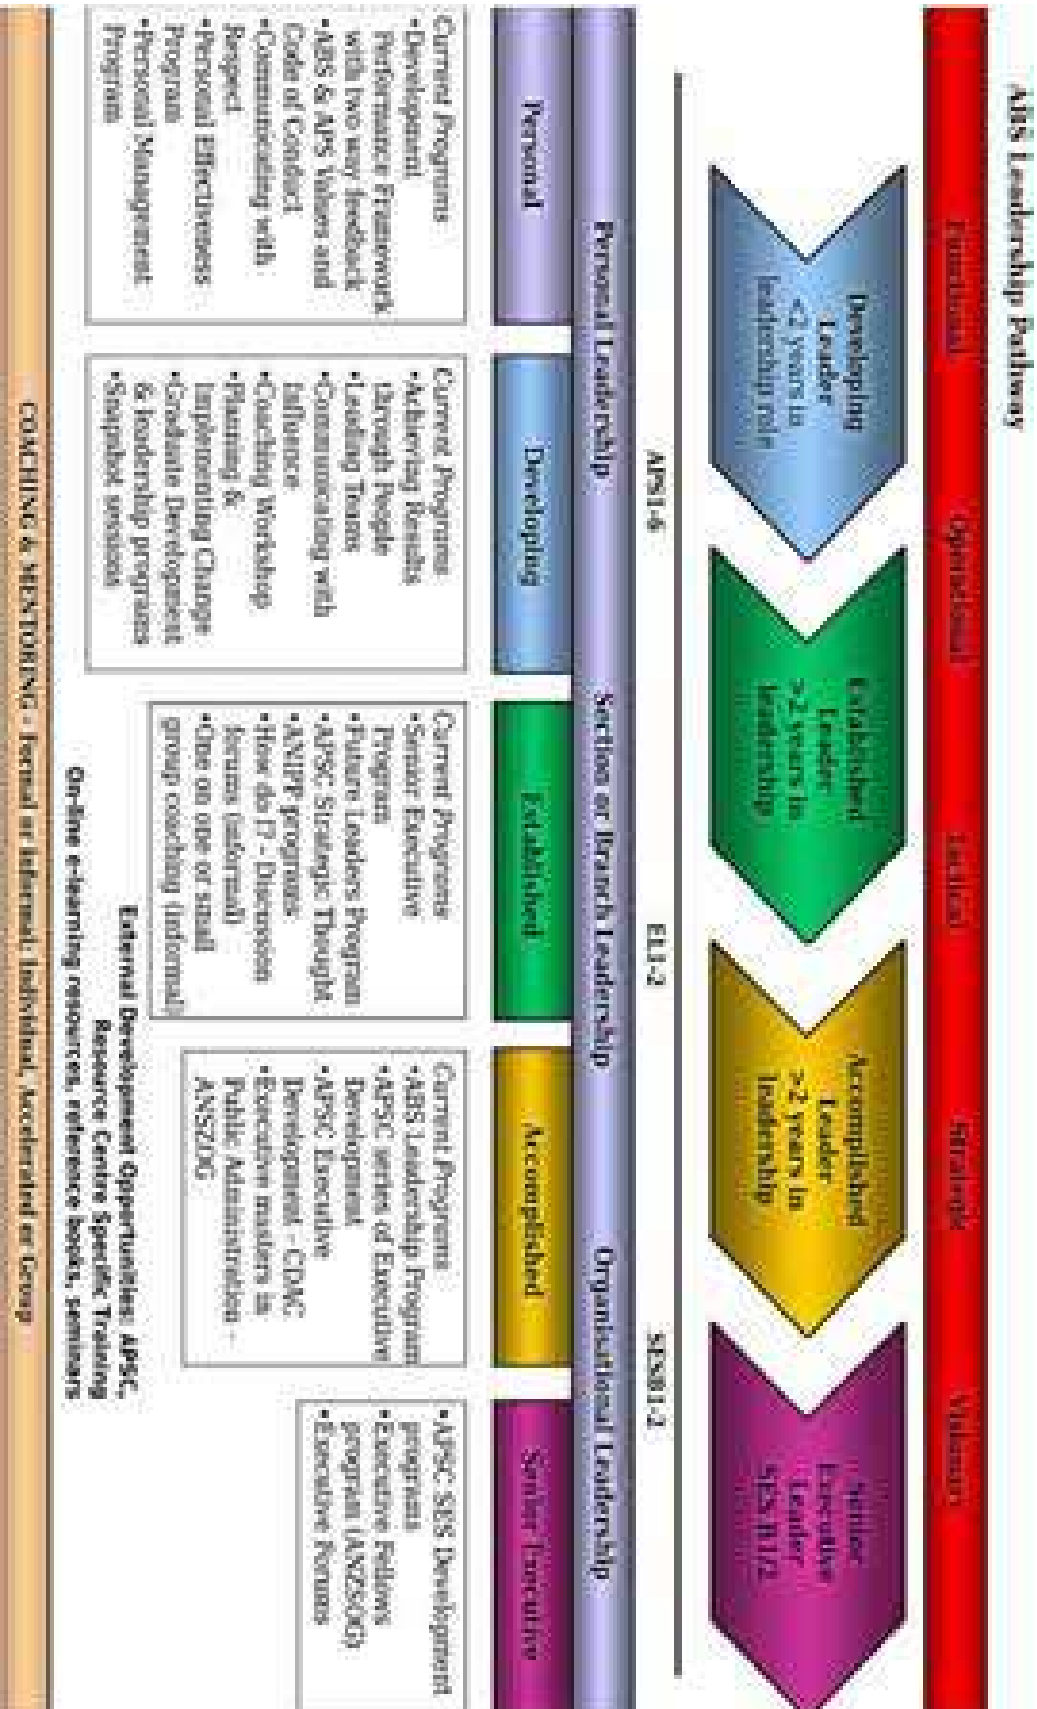 ABS Leadership Pathway
Functional
Operational
Tactical
Strategic
Visionary
Developing
Leader
<2 years in
leadership role
Established
Leader
>2 years in
leadership
Accomplished
Leader
>2 years in
leadership
Senior
Executive
Leader
SES B1/2
APS1-6
EL1-2
SESB1-2
Personal Leadership
Section or Branch Leadership
Organisational Leadership
Personal
Developing
Established
Accomplished
Senior Executive
Current Programs
•Development
Performance Framework
with two way feedback
•ABS & APS Values and
Code of Conduct
•Communicating with
Respect
•Personal Effectiveness
Program
•Personal Management
Program
Current Programs
•Achieving Results
through People
•Leading Teams
•Communicating with
Influence
•Coaching Workshop
•Planning &
Implementing Change
•Graduate Development
& leadership programs
•Snapshot sessions
Current Programs
•Senior Executive
Program
•Future Leaders Program
•APSC Strategic Thought
•ANIPP programs
•How do I? - Discussion
forums (informal)
•One on one or small
group coaching (informal)
Current Programs
•ABS Leadership Program
•APSC series of Executive
Development
•APSC Executive
Development - CDAC
•Executive masters in
Public Administration -
ANSZOG
•APSC SES Development
programs
•Executive Fellows
program (ANZSOG)
•Executive Forums
External Development Opportunities: APSC,
Resource Centre Specific Training
On-line e-learning resources, reference books, seminars
COACHING & MENTORING - Formal or informal: Individual, Accelerated or Group